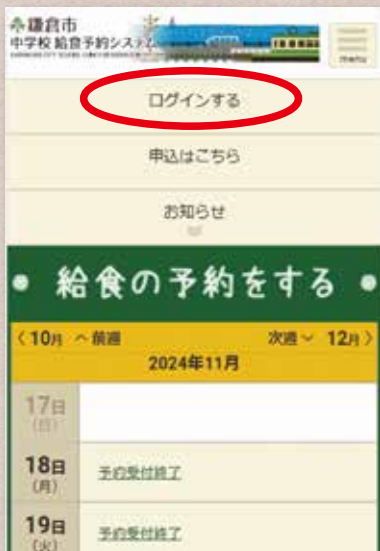 鎌倉市
中学校 給食予約システム
menu
ログインする
申込はこちら
お知らせ
給食の予約をする
〈 10月 へ 前週 次週 ﹀ 12月 〉
2024年11月
17日
(日)
18日
(月)
予約受付終了
19日
(火)
予約受付終了